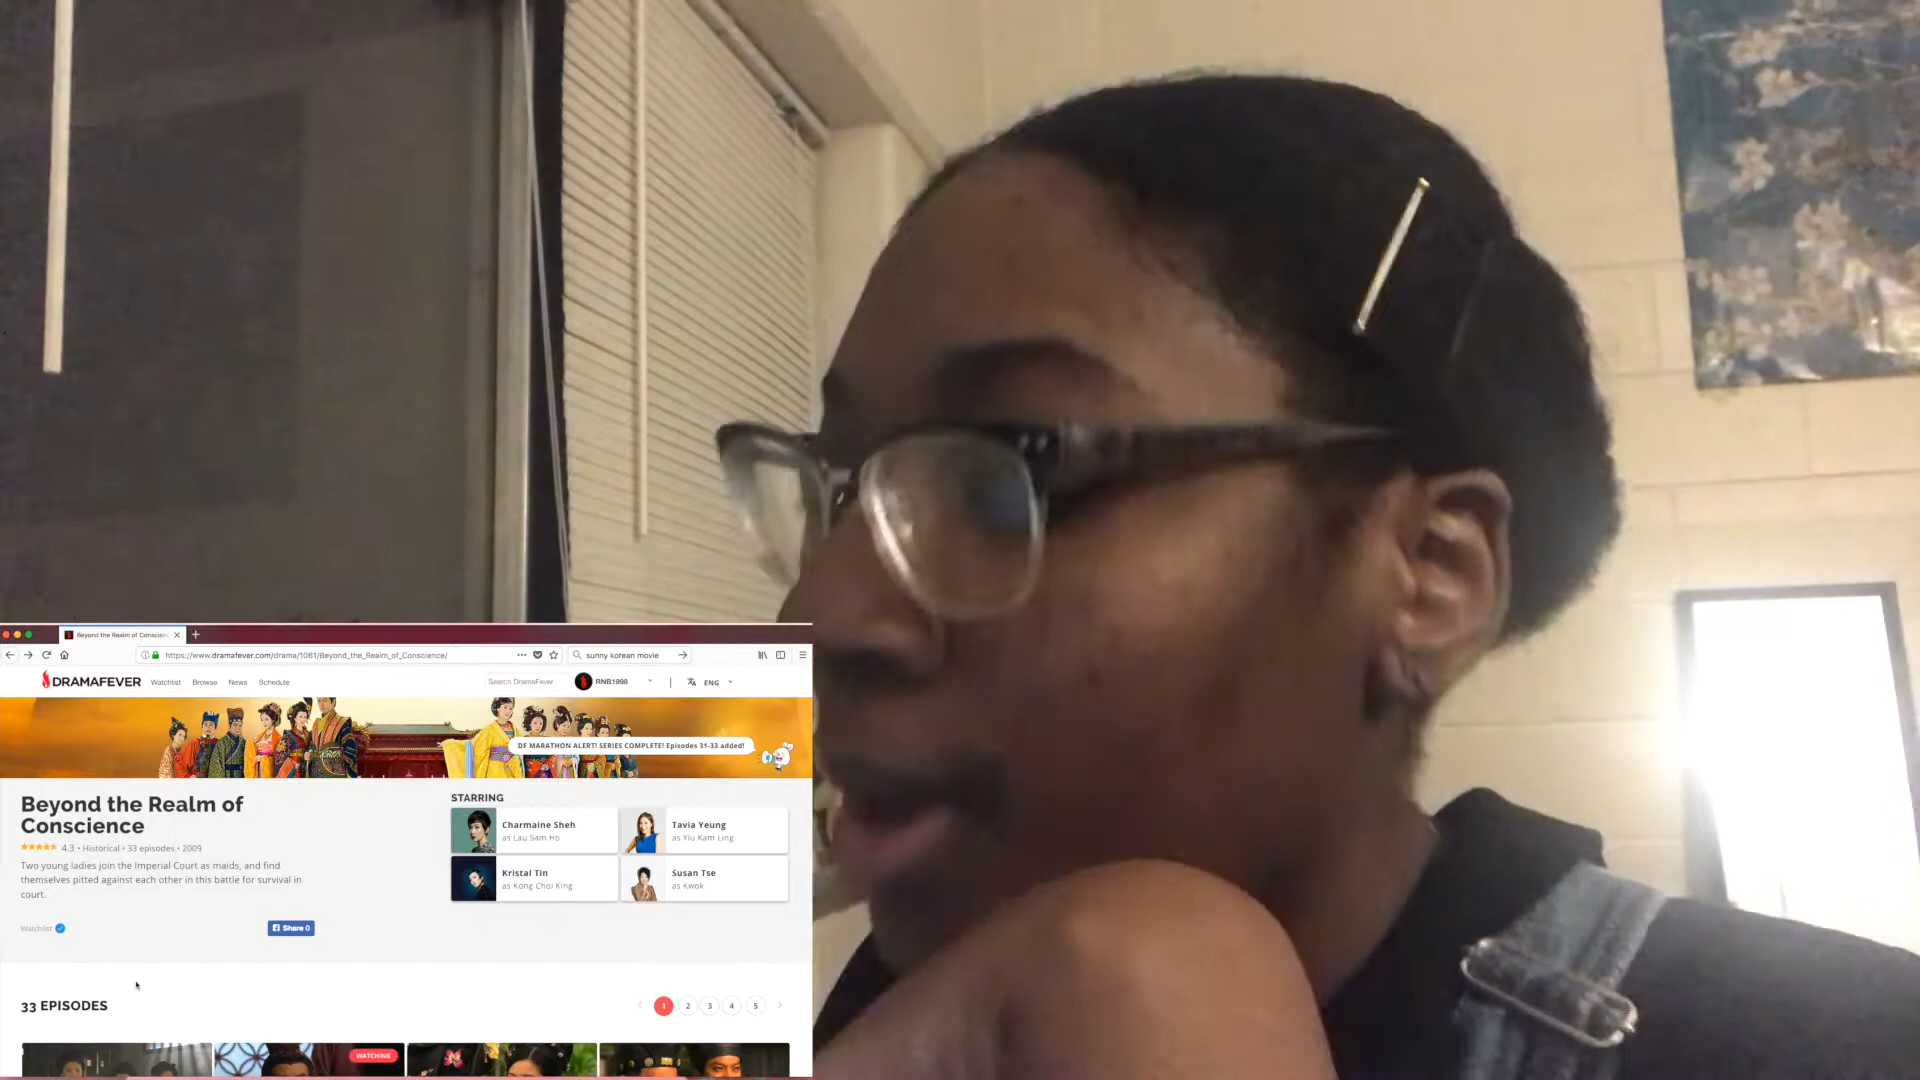 Beyond the Realm of Conscien
https://www.dramafever.com/drama/1061/Beyond_the_Realm_of_Conscience/
sunny korean movie
DRAMAFEVER
Watchlist
Browse
News
Schedule
Search DramaFever
RNB1998
ENG
DF MARATHON ALERT! SERIES COMPLETE! Episodes 31-33 added!
Beyond the Realm of
Conscience
4.3 • Historical • 33 episodes • 2009
Two young ladies join the Imperial Court as maids, and find
themselves pitted against each other in this battle for survival in
court.
Watchlist
Share 0
STARRING
Charmaine Sheh
as Lau Sam Ho
Tavia Yeung
as Yiu Kam Ling
Kristal Tin
as Kong Choi King
Susan Tse
as Kwok
33 EPISODES
1 2 3 4 5
WATCHING